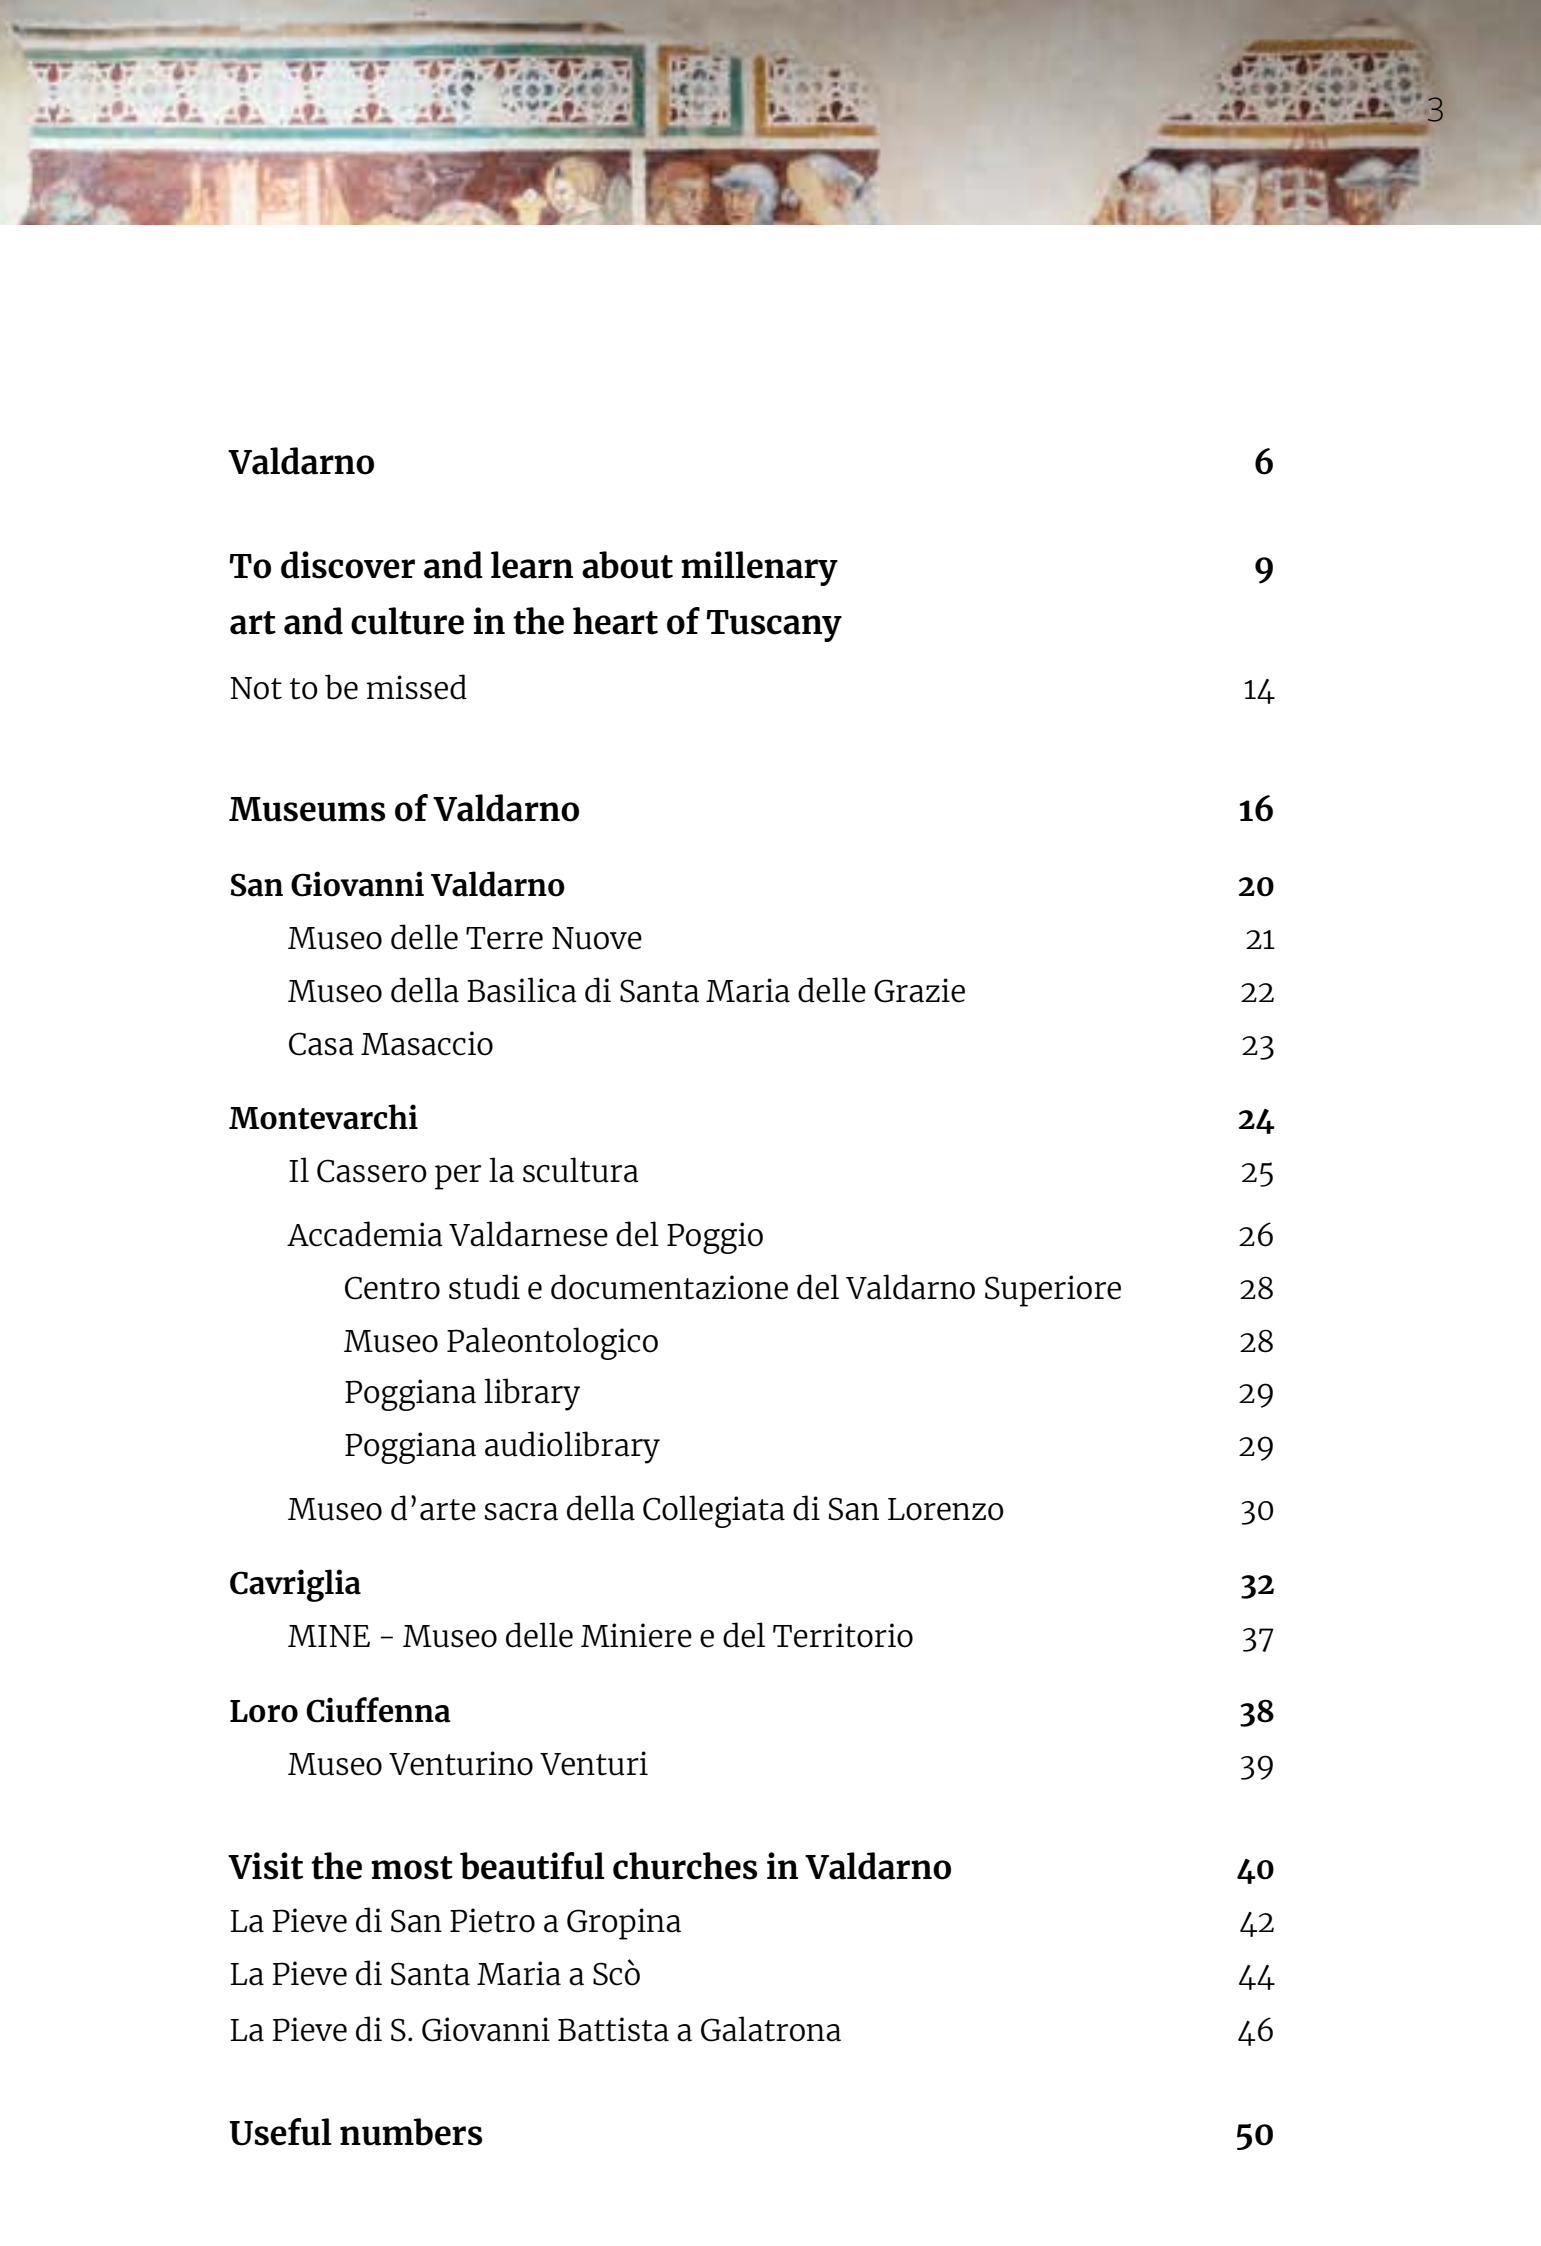 3
Valdarno 6
To discover and learn about millenary 9
art and culture in the heart of Tuscany
Not to be missed 14
Museums of Valdarno 16
San Giovanni Valdarno 20
Museo delle Terre Nuove 21
Museo della Basilica di Santa Maria delle Grazie 22
Casa Masaccio 23
Montevarchi 24
Il Cassero per la scultura 25
Accademia Valdarnese del Poggio 26
Centro studi e documentazione del Valdarno Superiore 28
Museo Paleontologico 28
Poggiana library 29
Poggiana audiolibrary 29
Museo d’arte sacra della Collegiata di San Lorenzo 30
Cavriglia 32
MINE - Museo delle Miniere e del Territorio 37
Loro Ciuffenna 38
Museo Venturino Venturi 39
Visit the most beautiful churches in Valdarno 40
La Pieve di San Pietro a Gropina 42
La Pieve di Santa Maria a Scò 44
La Pieve di S. Giovanni Battista a Galatrona 46
Useful numbers 50